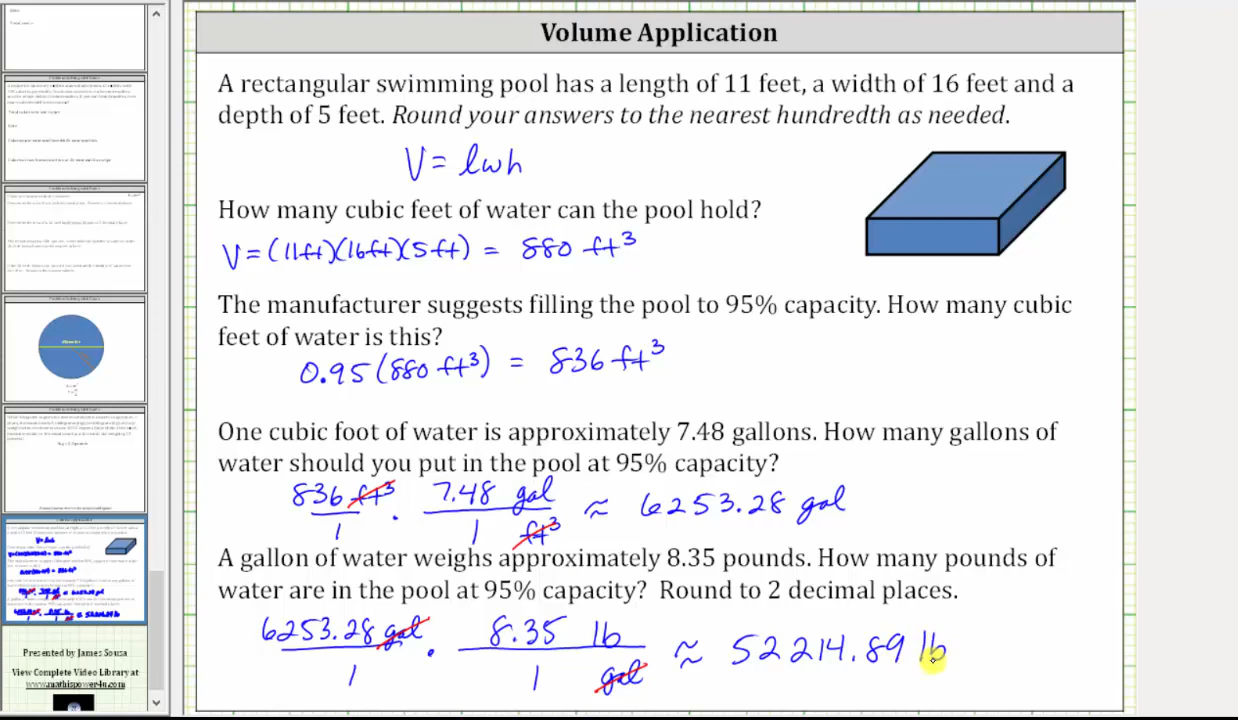 Volume Application
A rectangular swimming pool has a length of 11 feet, a width of 16 feet and a
depth of 5 feet. Round your answers to the nearest hundredth as needed.
V = lwh
How many cubic feet of water can the pool hold?
V = (11ft)(16ft)(5ft) = 880 ft³
The manufacturer suggests filling the pool to 95% capacity. How many cubic
feet of water is this?
0.95(880 ft³) = 836 ft³
One cubic foot of water is approximately 7.48 gallons. How many gallons of
water should you put in the pool at 95% capacity?
836 ft³/1 · 7.48 gal/1 ft³ ≈ 6253.28 gal
A gallon of water weighs approximately 8.35 pounds. How many pounds of
water are in the pool at 95% capacity? Round to 2 decimal places.
6253.28 gal/1 · 8.35 lb/1 gal ≈ 52214.89 lb
Presented by James Sousa
View Complete Video Library at
www.mathispower4u.com